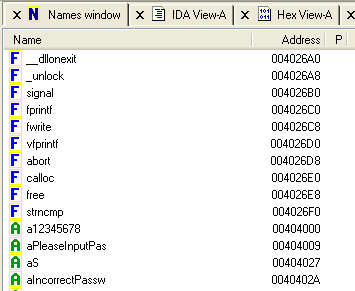 X N Names window X IDA View-A X Hex View-A X
Name Address P
F __dllonexit 004026A0
F _unlock 004026A8
F signal 004026B0
F fprintf 004026C0
F fwrite 004026C8
F vfprintf 004026D0
F abort 004026D8
F calloc 004026E0
F free 004026E8
F strncmp 004026F0
A a12345678 00404000
A aPleaseInputPas 00404009
A aS 00404027
A aIncorrectPassw 0040402A